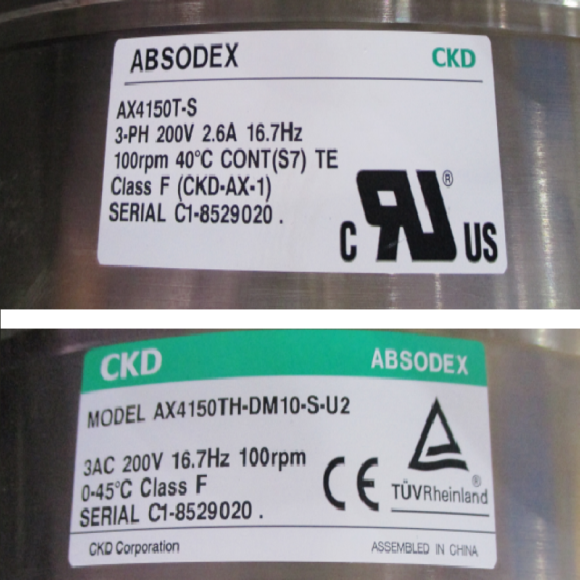 ABSODEX CKD
AX4150T-S
3-PH 200V 2.6A 16.7Hz
100rpm 40°C CONT(S7) TE
Class F (CKD-AX-1)
SERIAL C1-8529020 .
C RU® US
CKD ABSODEX
MODEL AX4150TH-DM10-S-U2
3AC 200V 16.7Hz 100rpm
0-45°C Class F
SERIAL C1-8529020 .
CE
TÜVRheinland®
CKD Corporation ASSEMBLED IN CHINA